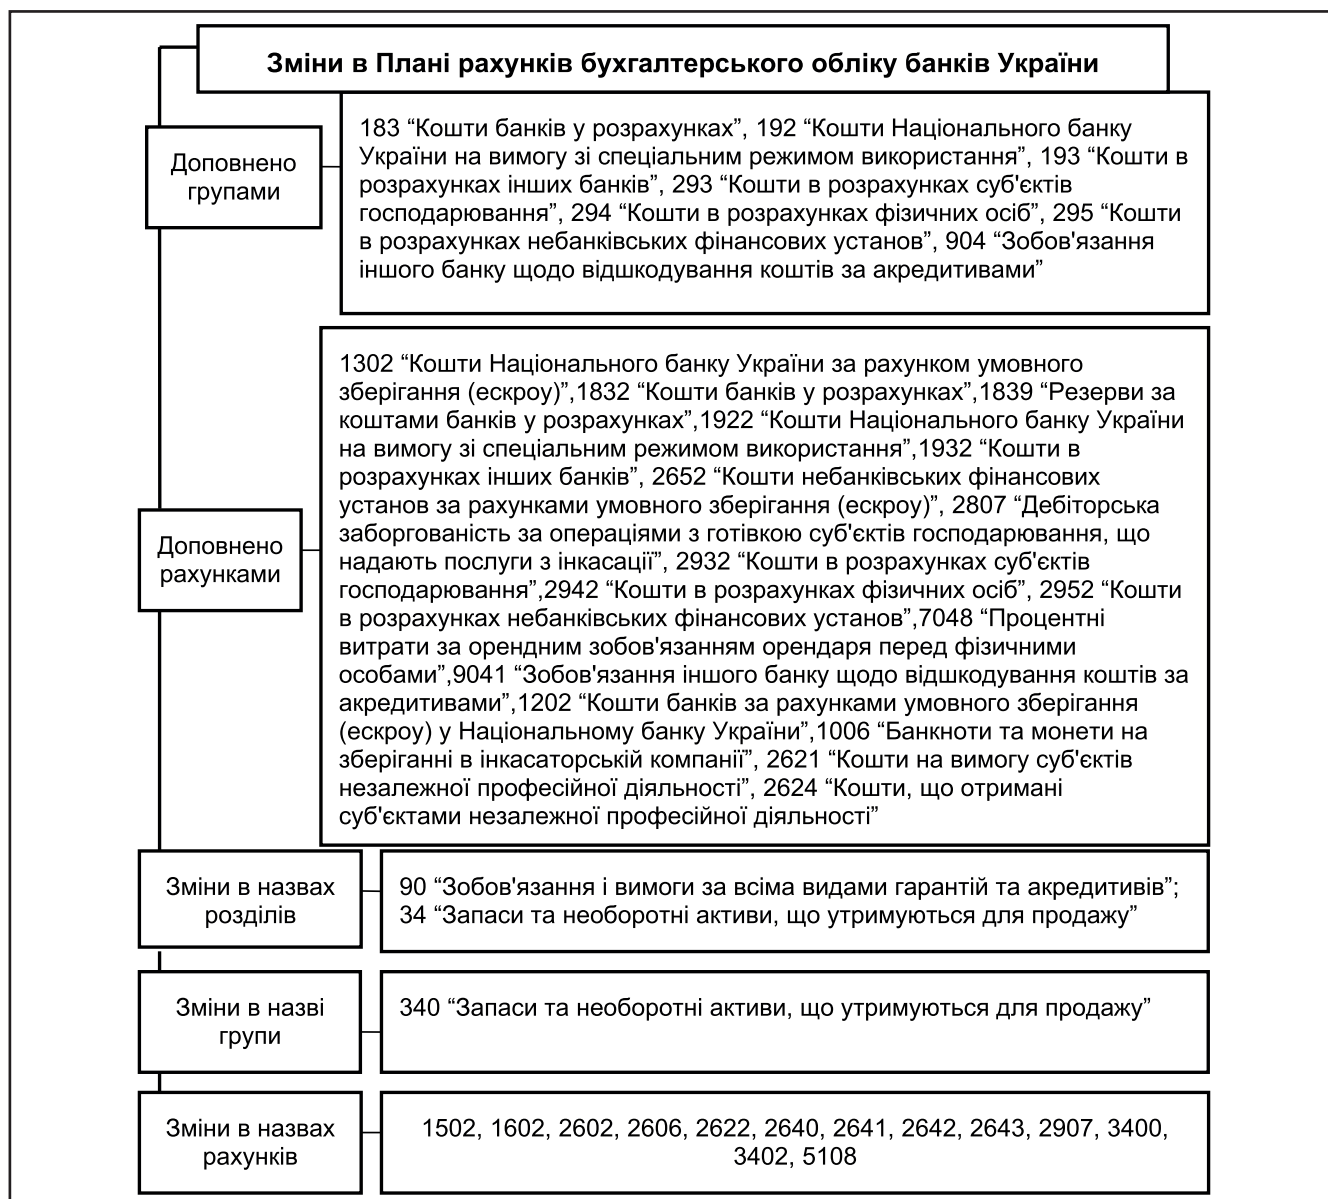 Зміни в Плані рахунків бухгалтерського обліку банків України
Доповнено
групами
183 “Кошти банків у розрахунках”, 192 “Кошти Національного банку
України на вимогу зі спеціальним режимом використання”, 193 “Кошти в
розрахунках інших банків”, 293 “Кошти в розрахунках суб'єктів
господарювання”, 294 “Кошти в розрахунках фізичних осіб”, 295 “Кошти
в розрахунках небанківських фінансових установ”, 904 “Зобов'язання
іншого банку щодо відшкодування коштів за акредитивами”
Доповнено
рахунками
1302 “Кошти Національного банку України за рахунком умовного
зберігання (ескроу)”,1832 “Кошти банків у розрахунках”,1839 “Резерви за
коштами банків у розрахунках”,1922 “Кошти Національного банку України
на вимогу зі спеціальним режимом використання”,1932 “Кошти в
розрахунках інших банків”, 2652 “Кошти небанківських фінансових
установ за рахунками умовного зберігання (ескроу)”, 2807 “Дебіторська
заборгованість за операціями з готівкою суб'єктів господарювання, що
надають послуги з інкасації”, 2932 “Кошти в розрахунках суб'єктів
господарювання”,2942 “Кошти в розрахунках фізичних осіб”, 2952 “Кошти
в розрахунках небанківських фінансових установ”,7048 “Процентні
витрати за орендним зобов'язанням орендаря перед фізичними
особами”,9041 “Зобов'язання іншого банку щодо відшкодування коштів за
акредитивами”,1202 “Кошти банків за рахунками умовного зберігання
(ескроу) у Національному банку України”,1006 “Банкноти та монети на
зберіганні в інкасаторській компанії”, 2621 “Кошти на вимогу суб'єктів
незалежної професійної діяльності”, 2624 “Кошти, що отримані
суб'єктами незалежної професійної діяльності”
Зміни в назвах
розділів
90 “Зобов'язання і вимоги за всіма видами гарантій та акредитивів”;
34 “Запаси та необоротні активи, що утримуються для продажу”
Зміни в назві
групи
340 “Запаси та необоротні активи, що утримуються для продажу”
Зміни в назвах
рахунків
1502, 1602, 2602, 2606, 2622, 2640, 2641, 2642, 2643, 2907, 3400,
3402, 5108